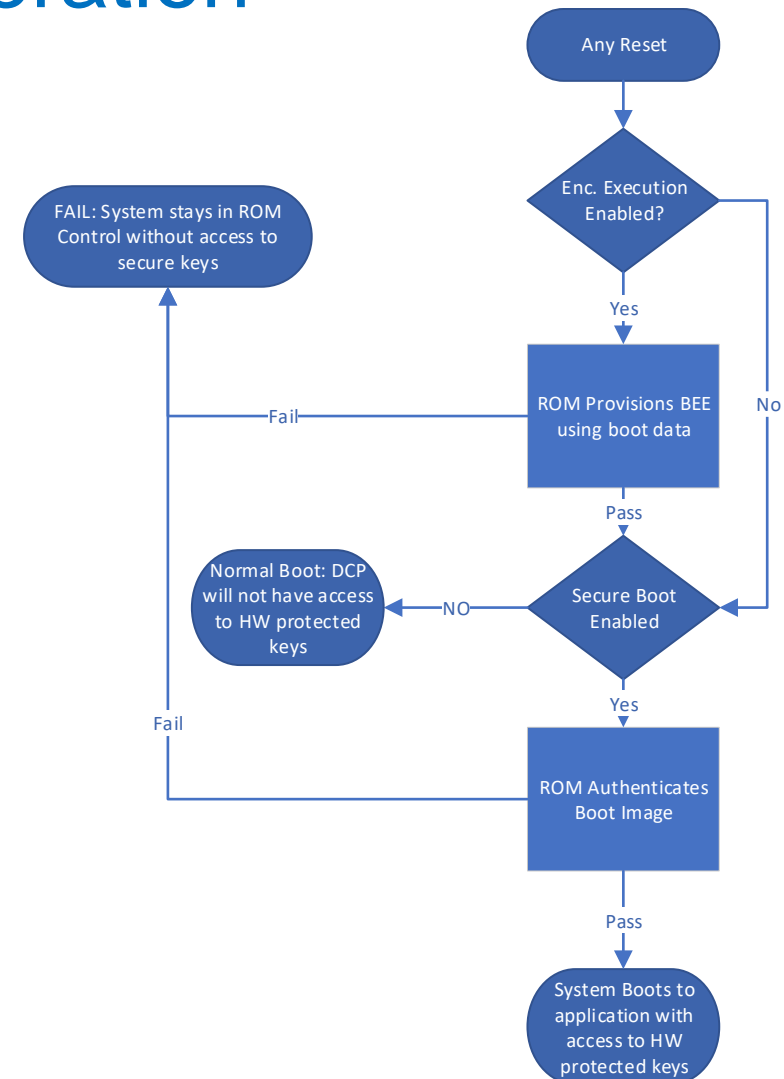 Any Reset
Enc. Execution
Enabled?
FAIL: System stays in ROM
Control without access to
secure keys
Yes
ROM Provisions BEE
using boot data
No
Fail
Pass
Normal Boot: DCP
will not have access
to HW protected
keys
NO
Secure Boot
Enabled
Yes
Fail
ROM Authenticates
Boot Image
Pass
System Boots to
application with
access to HW
protected keys